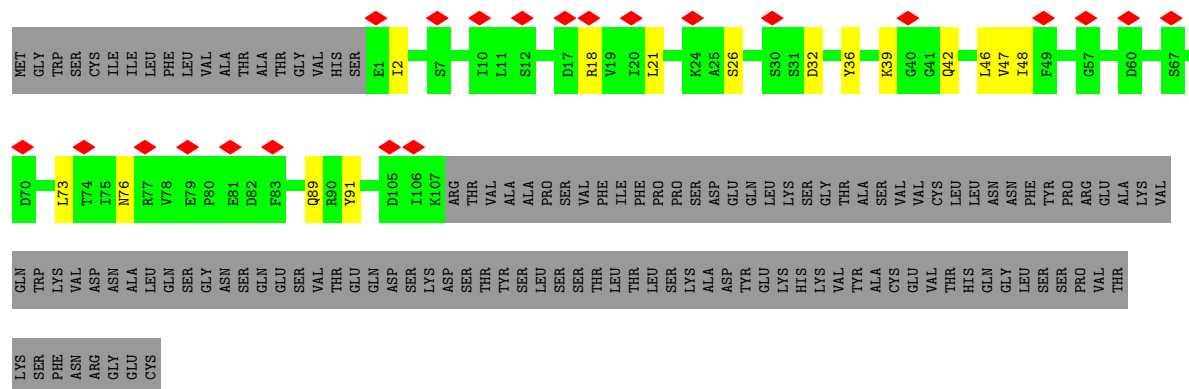 MET GLY TRP SER CYS ILE ILE LEU PHE LEU VAL ALA THR ALA THR GLY VAL HIS SER E1 I2 S7 I10 L11 S12 D17 R18 V19 I20 L21 K24 A25 S26 S30 S31 D32 Y36 K39 G40 G41 Q42 L46 V47 I48 F49 G57 D60 S67
D70 L73 T74 I75 N76 R77 V78 E79 P80 E81 D82 F83 Q89 R90 Y91 D105 I106 K107 ARG THR VAL ALA ALA PRO SER VAL PHE ILE PHE PRO PRO SER ASP GLU GLN LEU LYS SER GLY THR ALA SER VAL VAL CYS LEU LEU ASN ASN PHE TYR PRO ARG GLU ALA LYS VAL
GLN TRP LYS VAL ASP ASN ALA LEU GLN SER GLY ASN SER GLN GLU SER VAL THR GLU GLN ASP SER LYS ASP SER THR TYR SER LEU SER SER THR LEU THR LEU SER LYS ALA ASP TYR GLU LYS HIS LYS VAL TYR ALA CYS GLU VAL THR HIS GLN GLY LEU SER SER PRO VAL THR
LYS SER PHE ASN ARG GLY GLU CYS